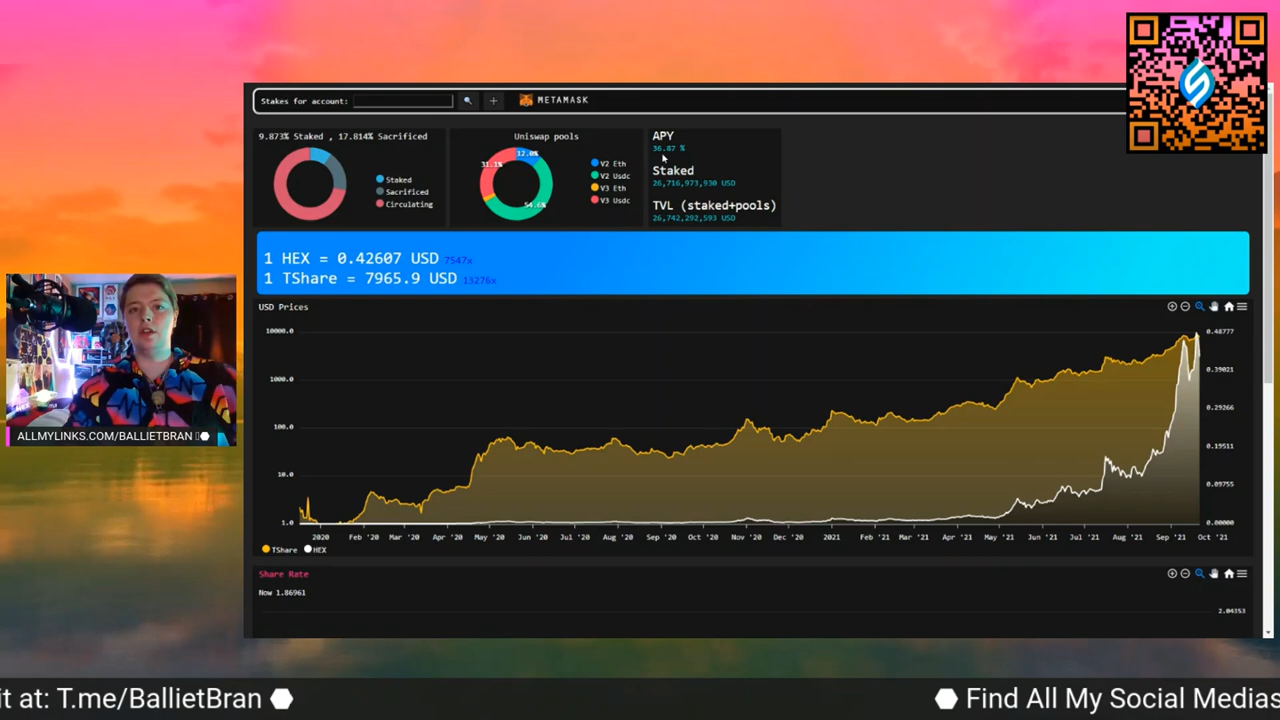 Stakes for account:
+
METAMASK
9.873% Staked , 17.814% Sacrificed
Staked
Sacrificed
Circulating
Uniswap pools
12.0%
31.1%
54.6%
V2 Eth
V2 Usdc
V3 Eth
V3 Usdc
APY
36.87 %
Staked
26,716,973,930 USD
TVL (staked+pools)
26,742,292,593 USD
1 HEX = 0.42607 USD 7547x
1 TShare = 7965.9 USD 13276x
USD Prices
10000.0
1000.0
100.0
10.0
1.0
0.48777
0.39021
0.29266
0.19511
0.09755
0.00000
2020 Feb '20 Mar '20 Apr '20 May '20 Jun '20 Jul '20 Aug '20 Sep '20 Oct '20 Nov '20 Dec '20 2021 Feb '21 Mar '21 Apr '21 May '21 Jun '21 Jul '21 Aug '21 Sep '21 Oct '21
TShare HEX
Share Rate
Now 1.86961
2.04353
ALLMYLINKS.COM/BALLIETBRAN
it at: T.me/BallietBran
Find All My Social Medias